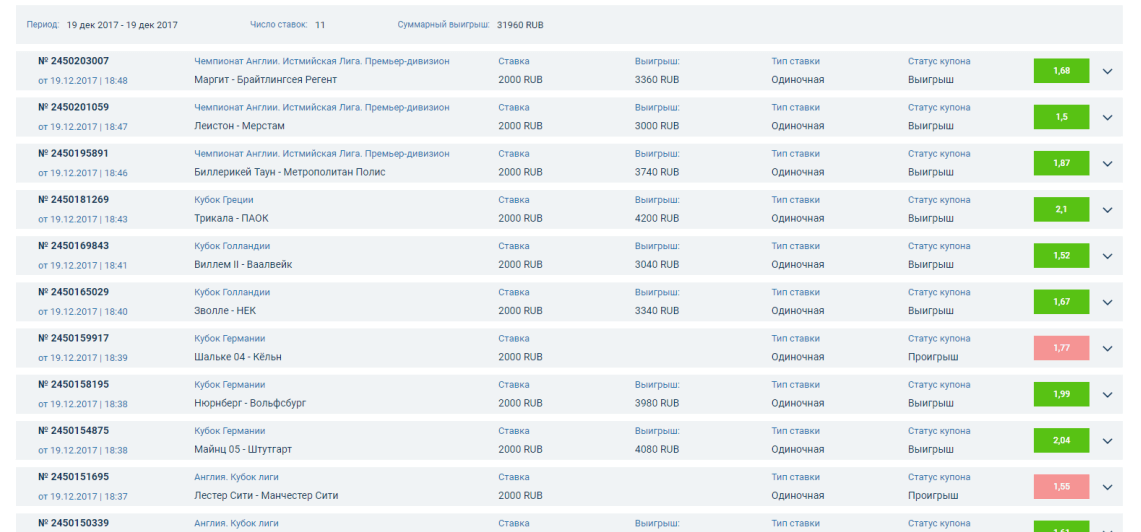 Период: 19 дек 2017 - 19 дек 2017 Число ставок: 11 Суммарный выигрыш: 31960 RUB
№ 2450203007 Чемпионат Англии. Истмийская Лига. Премьер-дивизион Ставка Выигрыш: Тип ставки Статус купона 1,68
от 19.12.2017 | 18:48 Маргит - Брайтлингсея Регент 2000 RUB 3360 RUB Одиночная Выигрыш
№ 2450201059 Чемпионат Англии. Истмийская Лига. Премьер-дивизион Ставка Выигрыш: Тип ставки Статус купона 1,5
от 19.12.2017 | 18:47 Леистон - Мерстам 2000 RUB 3000 RUB Одиночная Выигрыш
№ 2450195891 Чемпионат Англии. Истмийская Лига. Премьер-дивизион Ставка Выигрыш: Тип ставки Статус купона 1,87
от 19.12.2017 | 18:46 Биллерикей Таун - Метрополитан Полис 2000 RUB 3740 RUB Одиночная Выигрыш
№ 2450181269 Кубок Греции Ставка Выигрыш: Тип ставки Статус купона 2,1
от 19.12.2017 | 18:43 Трикала - ПАОК 2000 RUB 4200 RUB Одиночная Выигрыш
№ 2450169843 Кубок Голландии Ставка Выигрыш: Тип ставки Статус купона 1,52
от 19.12.2017 | 18:41 Виллем II - Ваалвейк 2000 RUB 3040 RUB Одиночная Выигрыш
№ 2450165029 Кубок Голландии Ставка Выигрыш: Тип ставки Статус купона 1,67
от 19.12.2017 | 18:40 Зволле - НЕК 2000 RUB 3340 RUB Одиночная Выигрыш
№ 2450159917 Кубок Германии Ставка Тип ставки Статус купона 1,77
от 19.12.2017 | 18:39 Шальке 04 - Кёльн 2000 RUB Одиночная Проигрыш
№ 2450158195 Кубок Германии Ставка Выигрыш: Тип ставки Статус купона 1,99
от 19.12.2017 | 18:38 Нюрнберг - Вольфсбург 2000 RUB 3980 RUB Одиночная Выигрыш
№ 2450154875 Кубок Германии Ставка Выигрыш: Тип ставки Статус купона 2,04
от 19.12.2017 | 18:38 Майнц 05 - Штутгарт 2000 RUB 4080 RUB Одиночная Выигрыш
№ 2450151695 Англия. Кубок лиги Ставка Тип ставки Статус купона 1,55
от 19.12.2017 | 18:37 Лестер Сити - Манчестер Сити 2000 RUB Одиночная Проигрыш
№ 2450150339 Англия. Кубок лиги Ставка Выигрыш: Тип ставки Статус купона